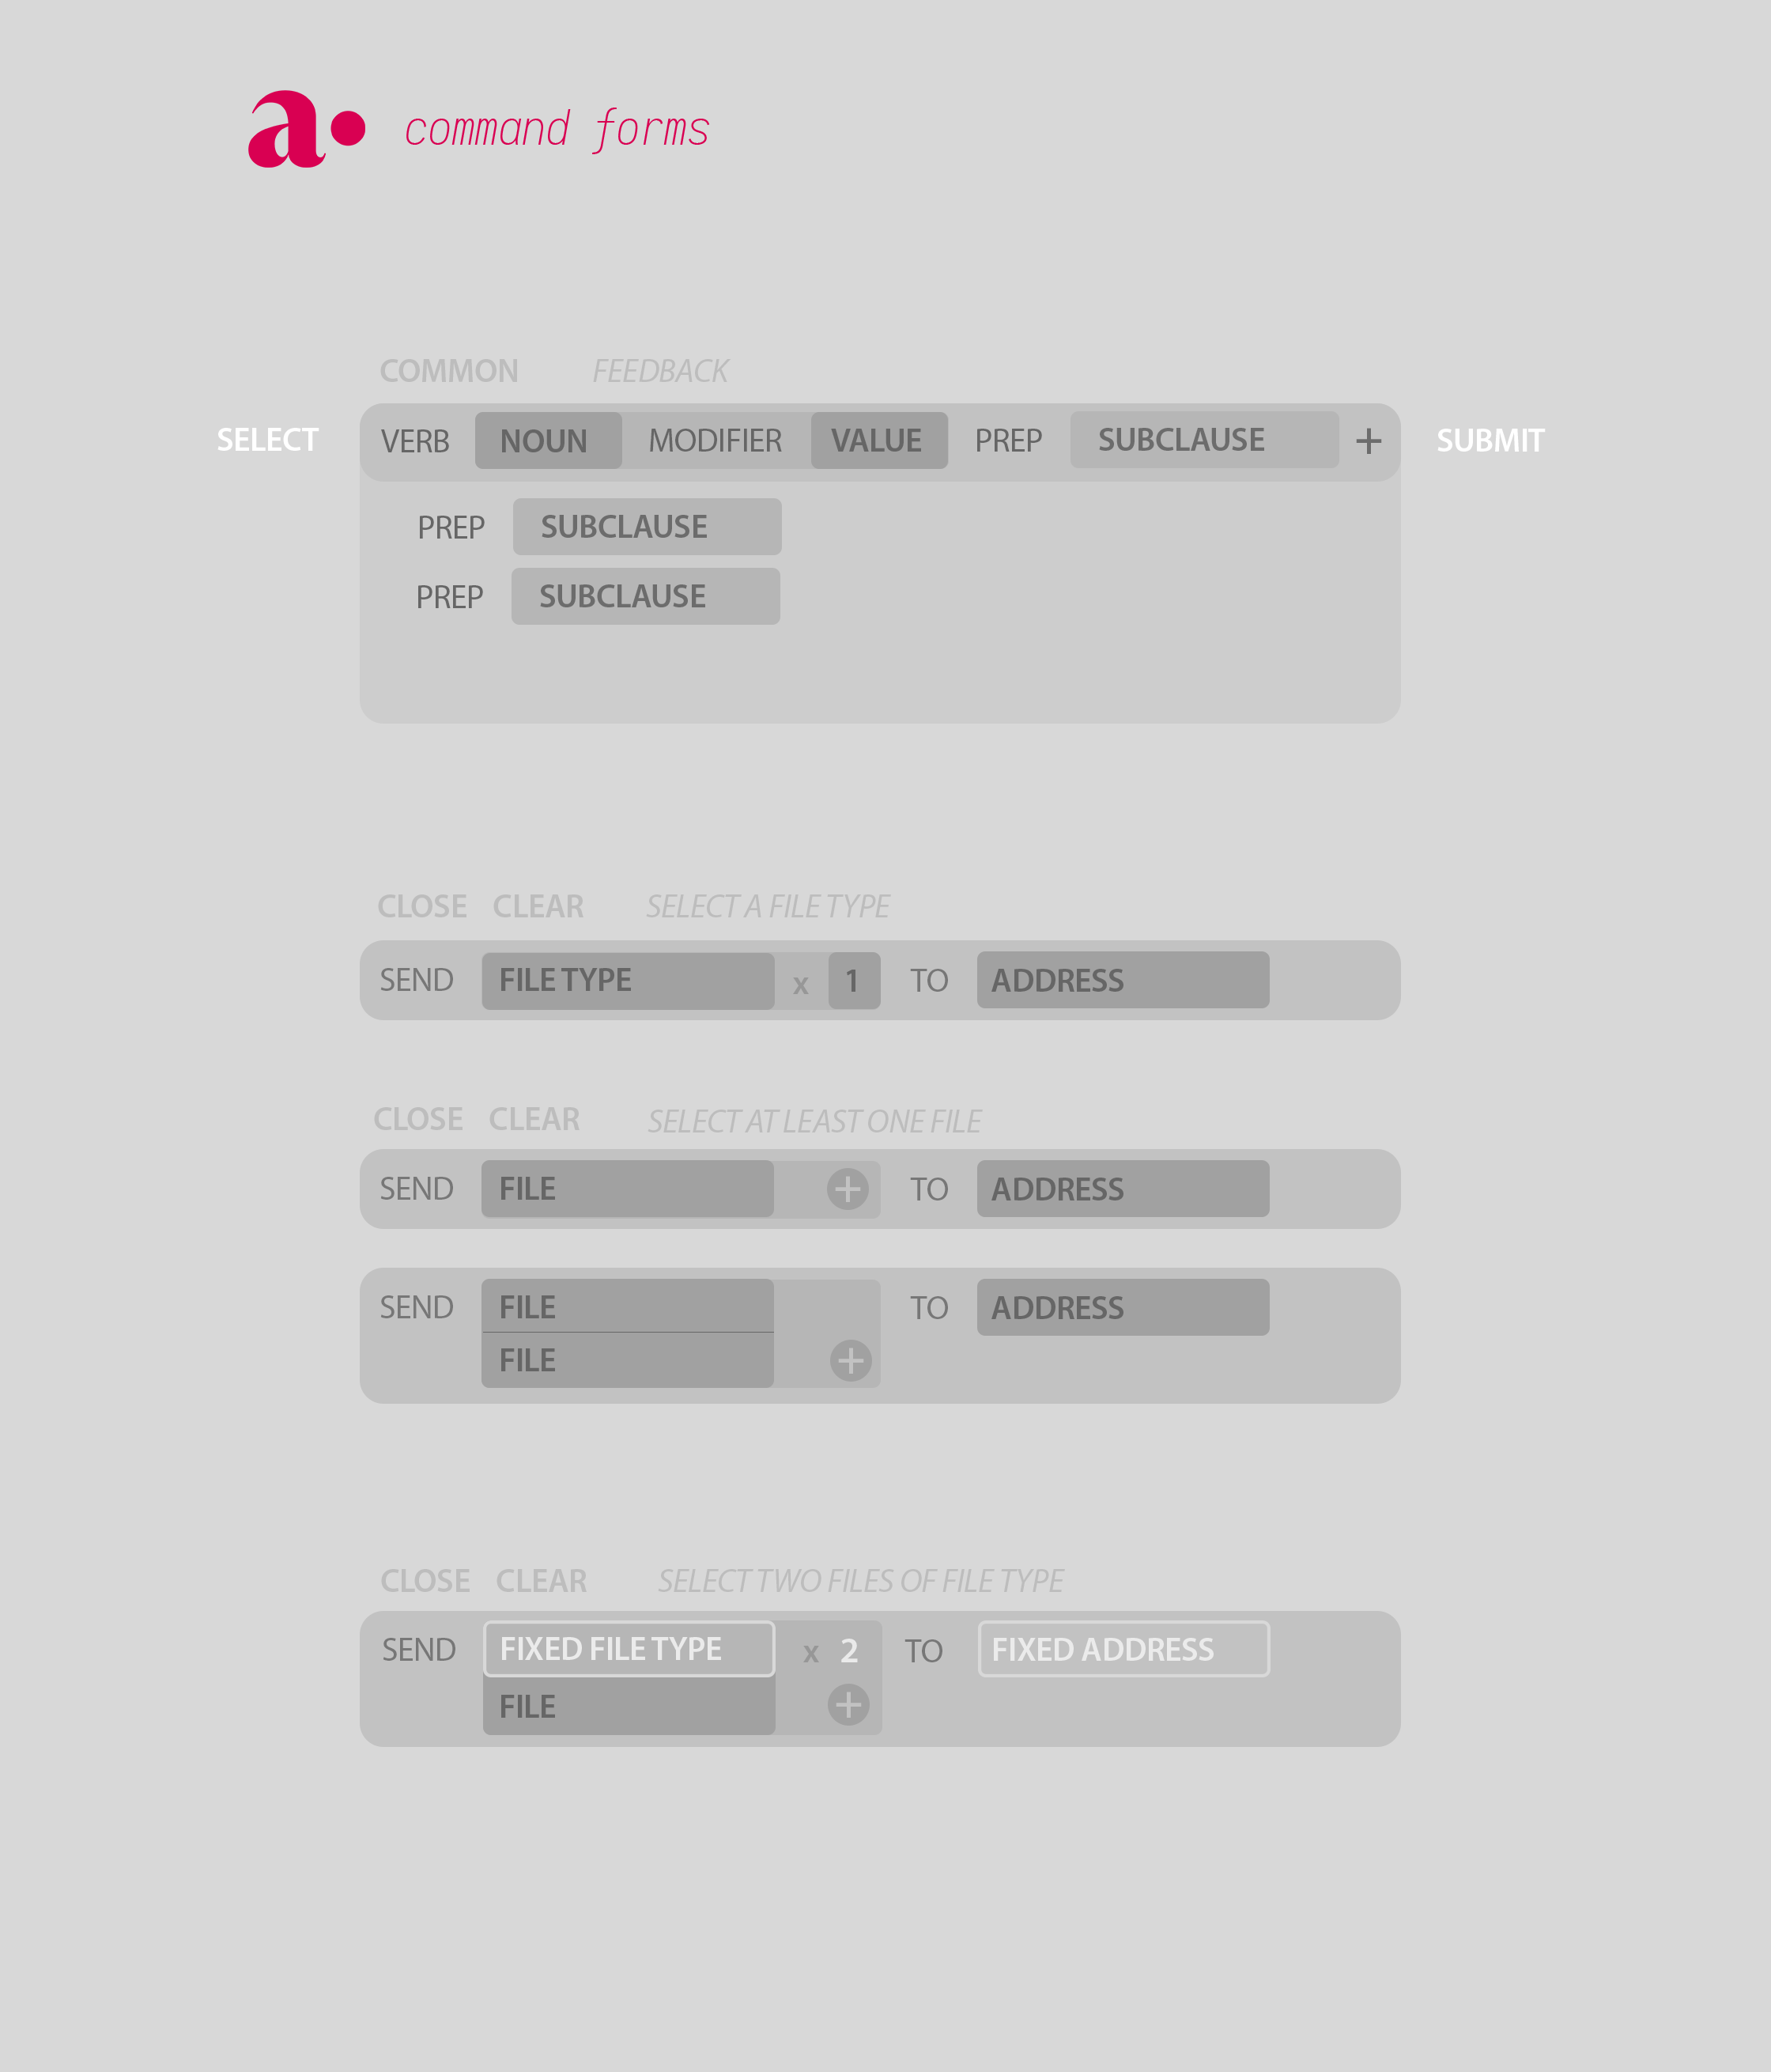 a. command forms
COMMON FEEDBACK
SELECT VERB NOUN MODIFIER VALUE PREP SUBCLAUSE + SUBMIT
PREP SUBCLAUSE
PREP SUBCLAUSE
CLOSE CLEAR SELECT A FILE TYPE
SEND FILE TYPE x 1 TO ADDRESS
CLOSE CLEAR SELECT AT LEAST ONE FILE
SEND FILE + TO ADDRESS
SEND FILE TO ADDRESS
FILE +
CLOSE CLEAR SELECT TWO FILES OF FILE TYPE
SEND FIXED FILE TYPE x 2 TO FIXED ADDRESS
FILE +